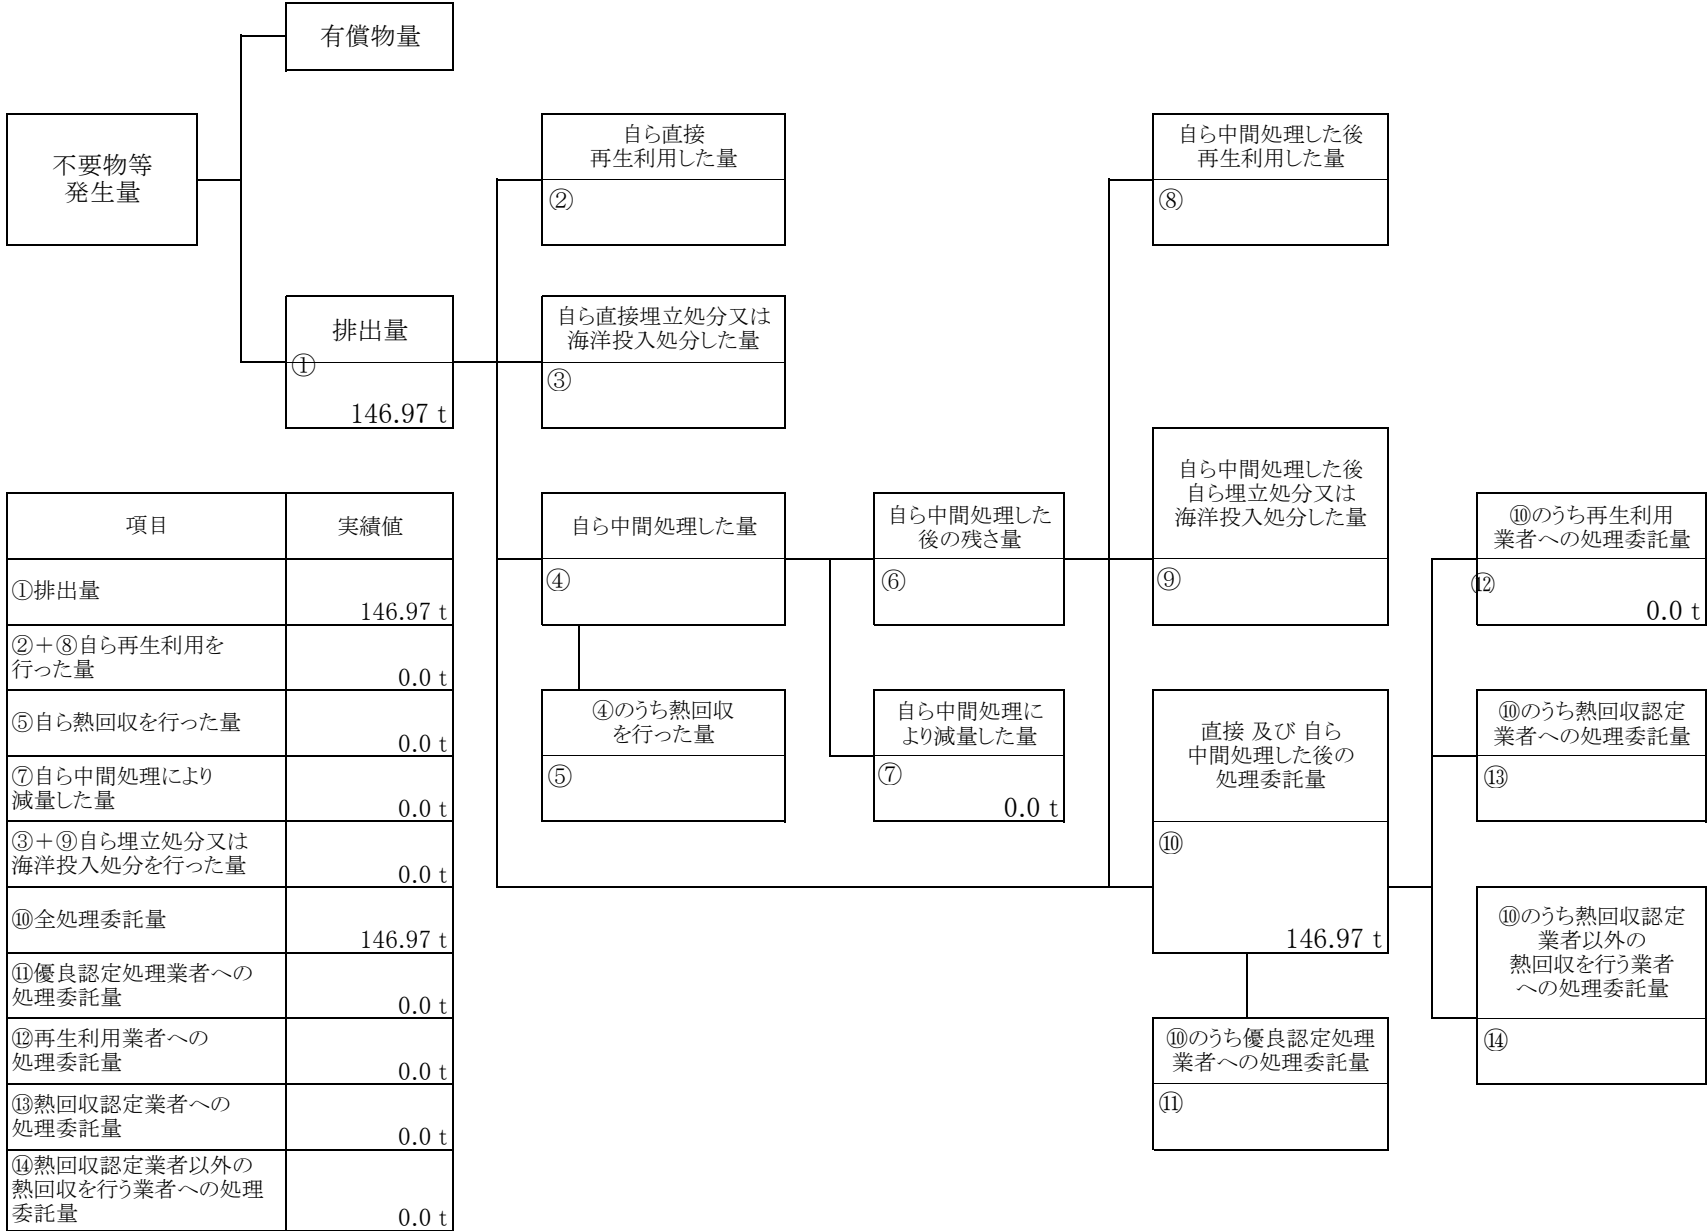 有償物量
不要物等
発生量
自ら直接
再生利用した量
②
自ら中間処理した後
再生利用した量
⑧
排出量
①
146.97 t
自ら直接埋立処分又は
海洋投入処分した量
③
自ら中間処理した量
④
自ら中間処理した
後の残さ量
⑥
自ら中間処理した後
自ら埋立処分又は
海洋投入処分した量
⑨
⑩のうち再生利用
業者への処理委託量
⑫
0.0 t
④のうち熱回収
を行った量
⑤
自ら中間処理に
より減量した量
⑦
0.0 t
直接 及び 自ら
中間処理した後の
処理委託量
⑩
146.97 t
⑩のうち熱回収認定
業者への処理委託量
⑬
⑩のうち熱回収認定
業者以外の
熱回収を行う業者
への処理委託量
⑭
⑩のうち優良認定処理
業者への処理委託量
⑪
項目 実績値
①排出量
146.97 t
②＋⑧自ら再生利用を
行った量
0.0 t
⑤自ら熱回収を行った量
0.0 t
⑦自ら中間処理により
減量した量
0.0 t
③＋⑨自ら埋立処分又は
海洋投入処分を行った量
0.0 t
⑩全処理委託量
146.97 t
⑪優良認定処理業者への
処理委託量
0.0 t
⑫再生利用業者への
処理委託量
0.0 t
⑬熱回収認定業者への
処理委託量
0.0 t
⑭熱回収認定業者以外の
熱回収を行う業者への処理
委託量
0.0 t